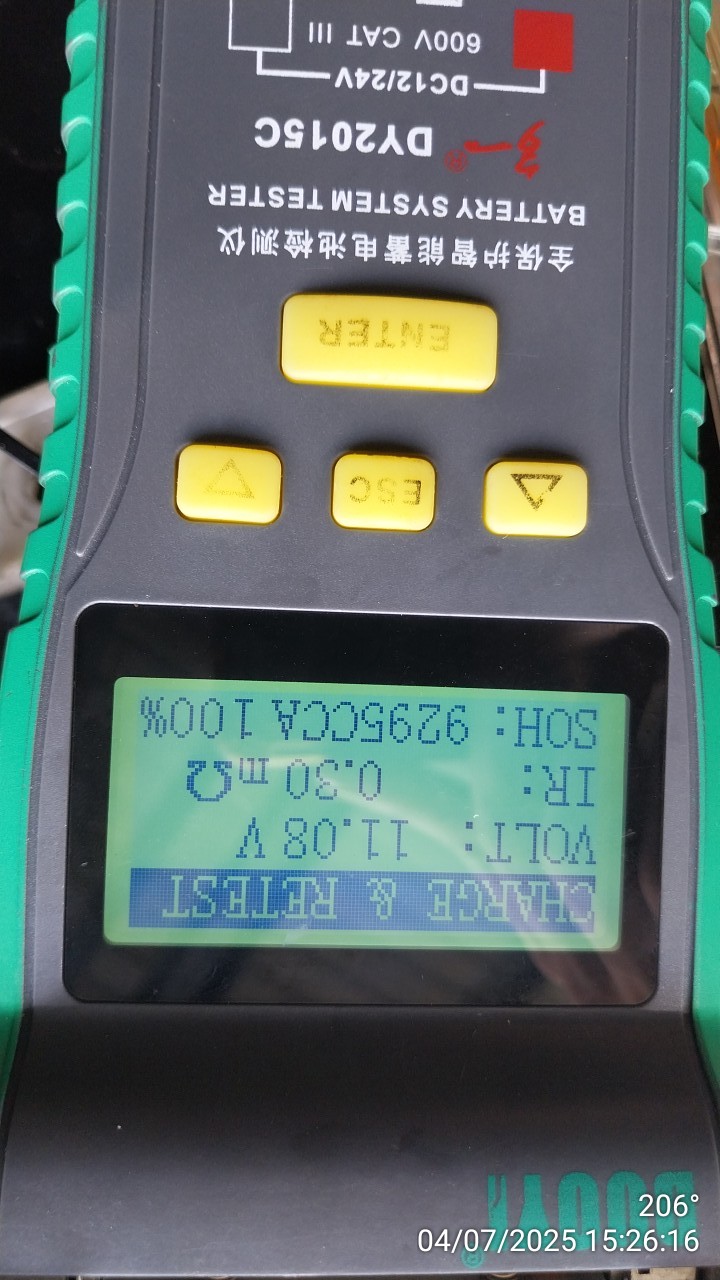 DOUYI®
CHARGE & RETEST
VOLT: 11.08 V
IR: 0.30 mΩ
SOH: 9295CCA 100%
△ ESC ▽
ENTER
全保护智能蓄电池检测仪
BATTERY SYSTEM TESTER
® DY2015C
DC12/24V
600V CAT III
206°
04/07/2025 15:26:16